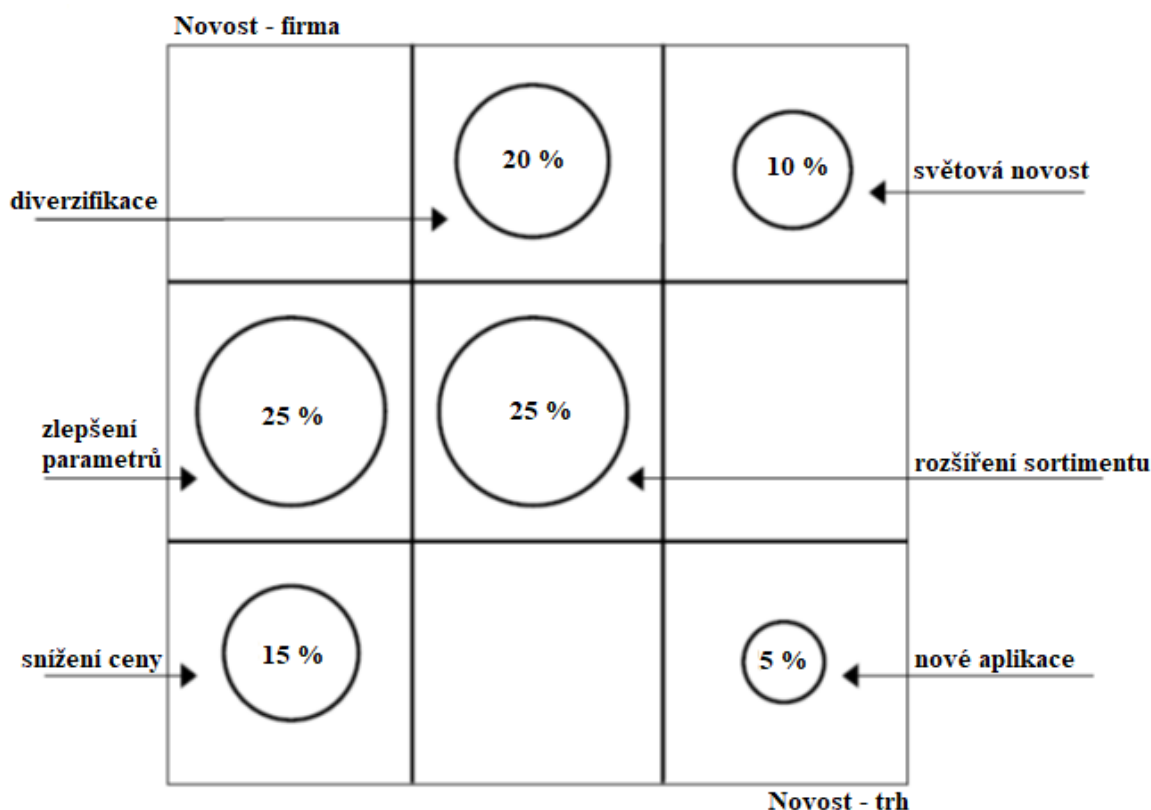 Novost - firma
20 %
10 %
světová novost
diverzifikace
25 %
25 %
zlepšení
parametrů
rozšíření sortimentu
15 %
5 %
snížení ceny
nové aplikace
Novost - trh